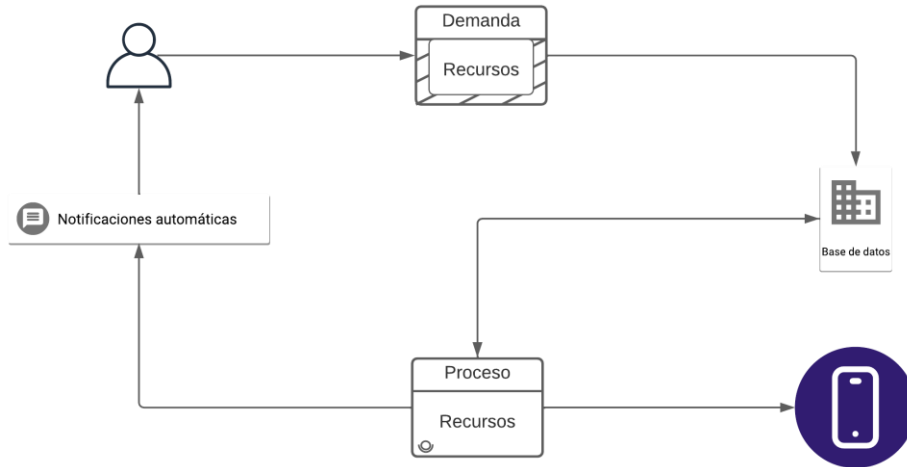 Demanda
Recursos
Notificaciones automáticas
Base de datos
Proceso
Recursos